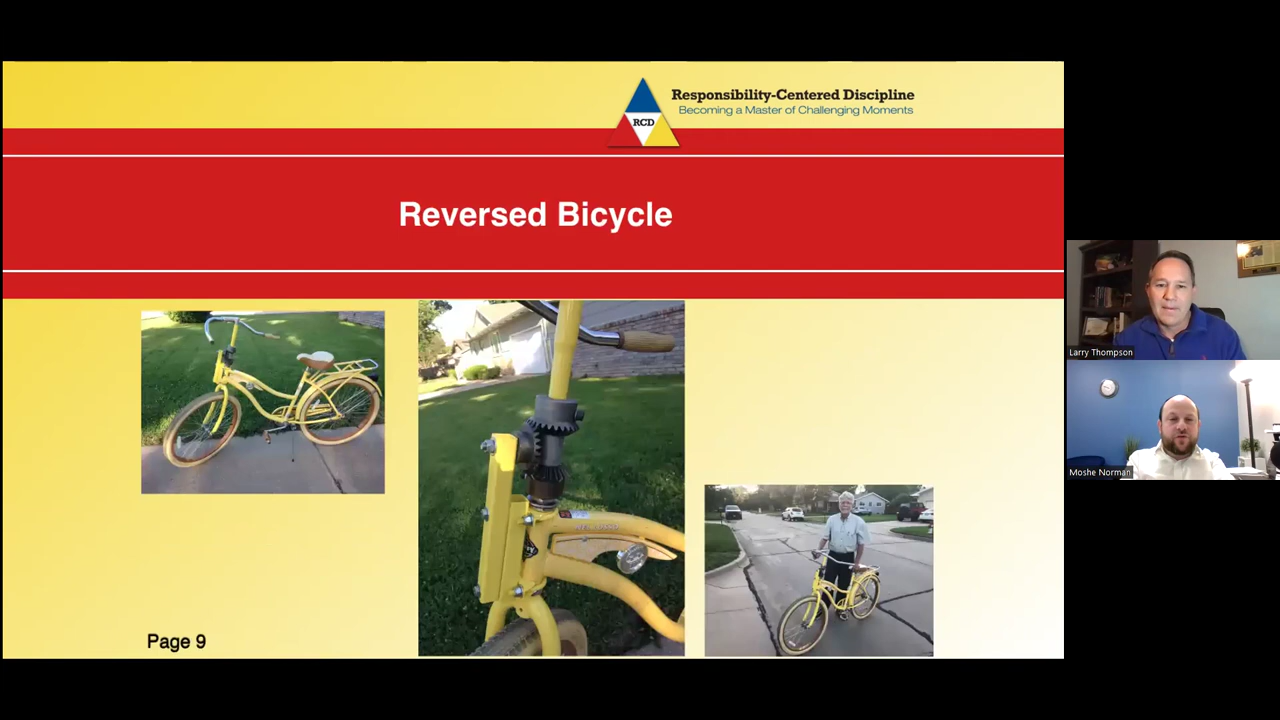 Responsibility-Centered Discipline
Becoming a Master of Challenging Moments
RCD
Reversed Bicycle
Larry Thompson
Moshe Norman
Page 9